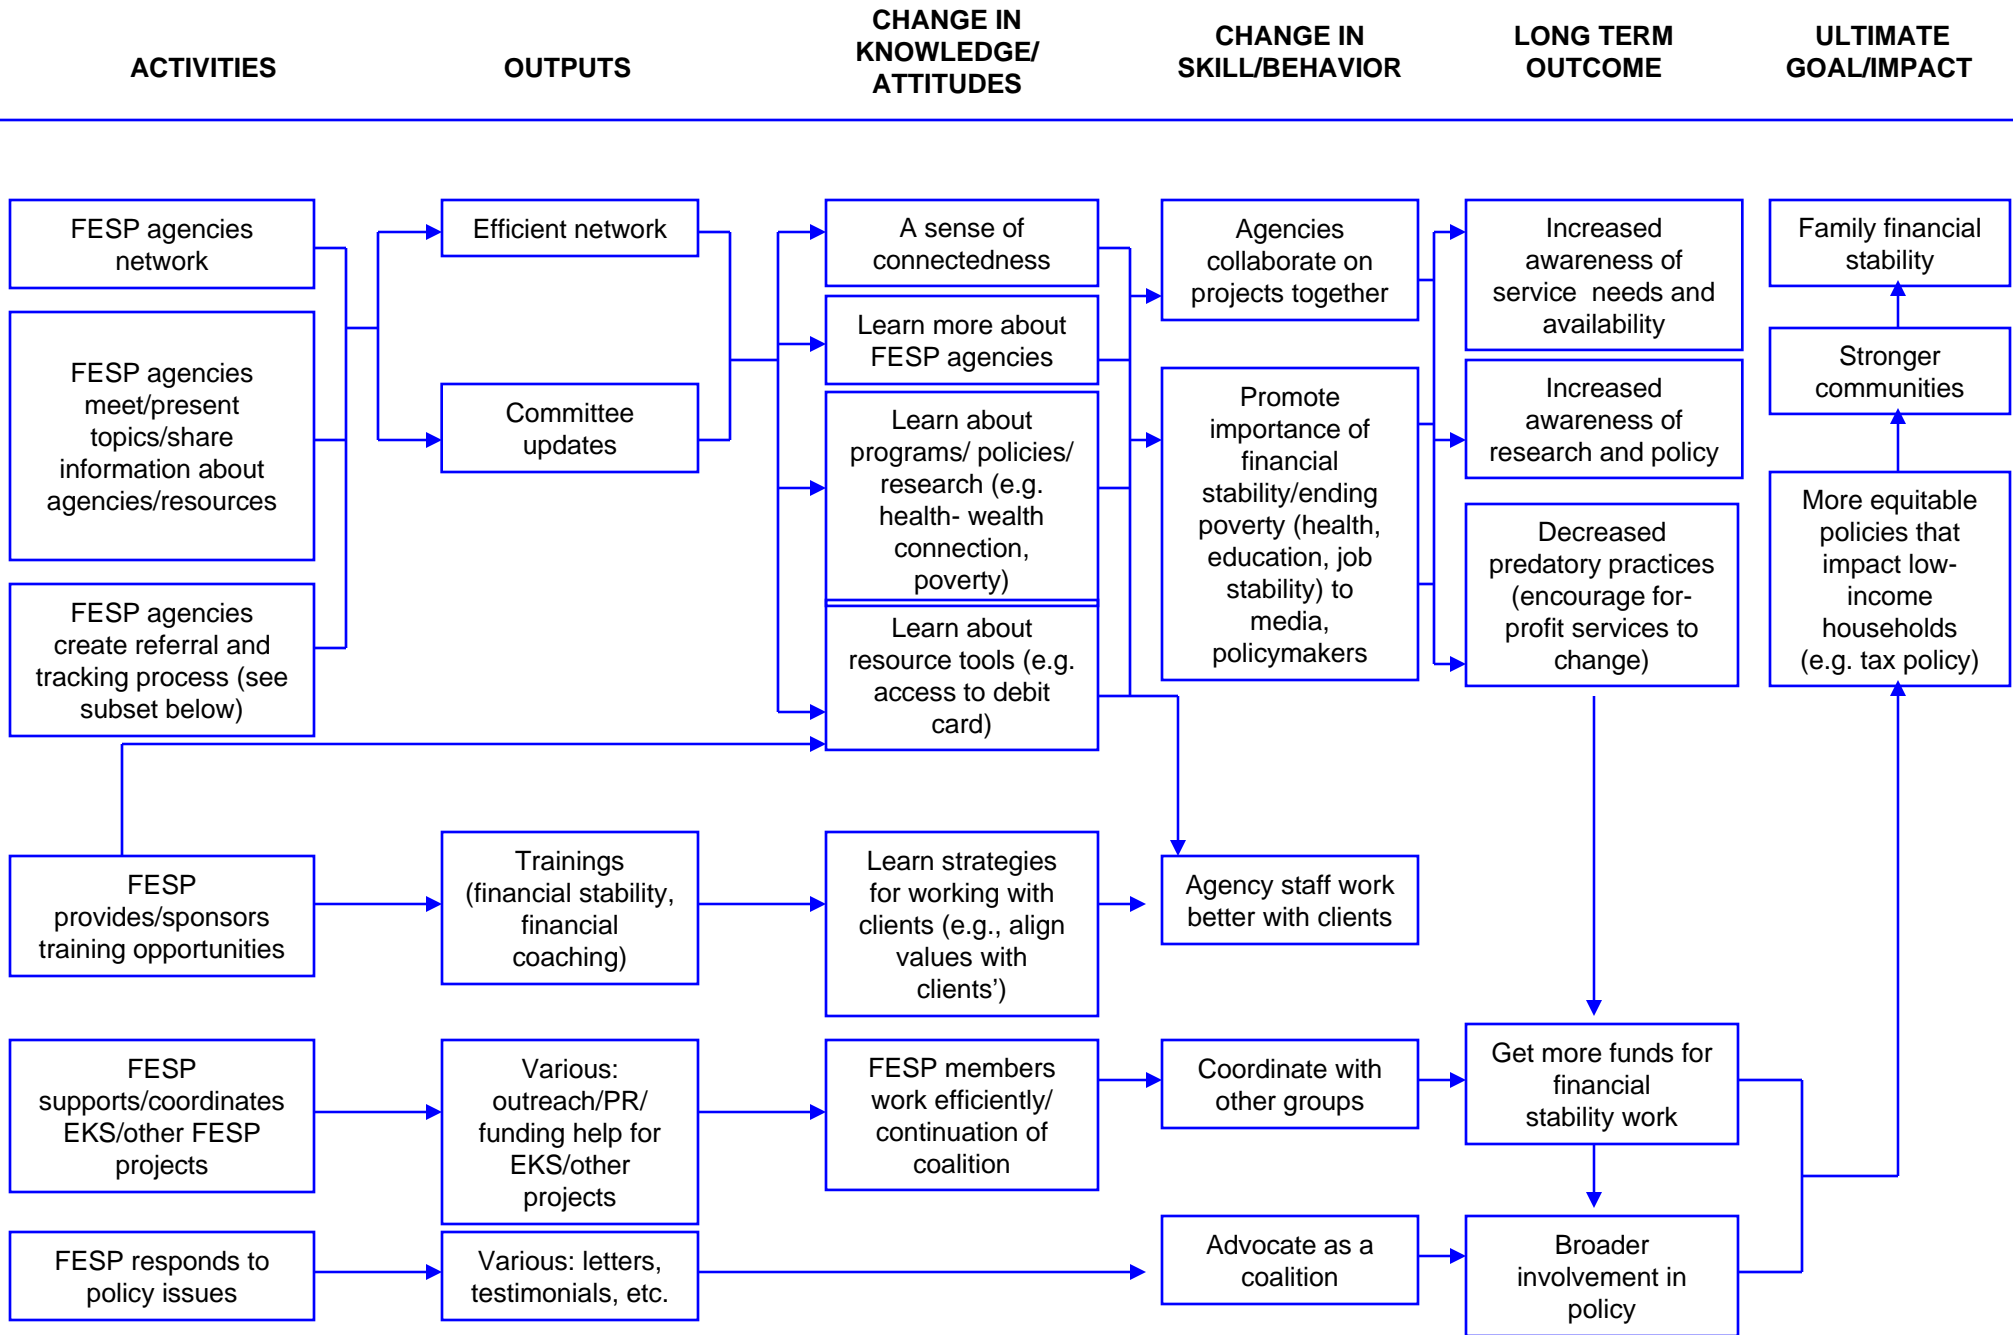 ACTIVITIES
OUTPUTS
CHANGE IN
KNOWLEDGE/
ATTITUDES
CHANGE IN
SKILL/BEHAVIOR
LONG TERM
OUTCOME
ULTIMATE
GOAL/IMPACT
FESP agencies
network
FESP agencies
meet/present
topics/share
information about
agencies/resources
FESP agencies
create referral and
tracking process (see
subset below)
Efficient network
Committee
updates
A sense of
connectedness
Learn more about
FESP agencies
Learn about
programs/ policies/
research (e.g.
health- wealth
connection,
poverty)
Learn about
resource tools (e.g.
access to debit
card)
Agencies
collaborate on
projects together
Promote
importance of
financial
stability/ending
poverty (health,
education, job
stability) to
media,
policymakers
Increased
awareness of
service  needs and
availability
Increased
awareness of
research and policy
Decreased
predatory practices
(encourage for-
profit services to
change)
Family financial
stability
Stronger
communities
More equitable
policies that
impact low-
income
households
(e.g. tax policy)
FESP
provides/sponsors
training opportunities
Trainings
(financial stability,
financial
coaching)
Learn strategies
for working with
clients (e.g., align
values with
clients’)
Agency staff work
better with clients
FESP
supports/coordinates
EKS/other FESP
projects
Various:
outreach/PR/
funding help for
EKS/other
projects
FESP members
work efficiently/
continuation of
coalition
Coordinate with
other groups
Get more funds for
financial
stability work
FESP responds to
policy issues
Various: letters,
testimonials, etc.
Advocate as a
coalition
Broader
involvement in
policy